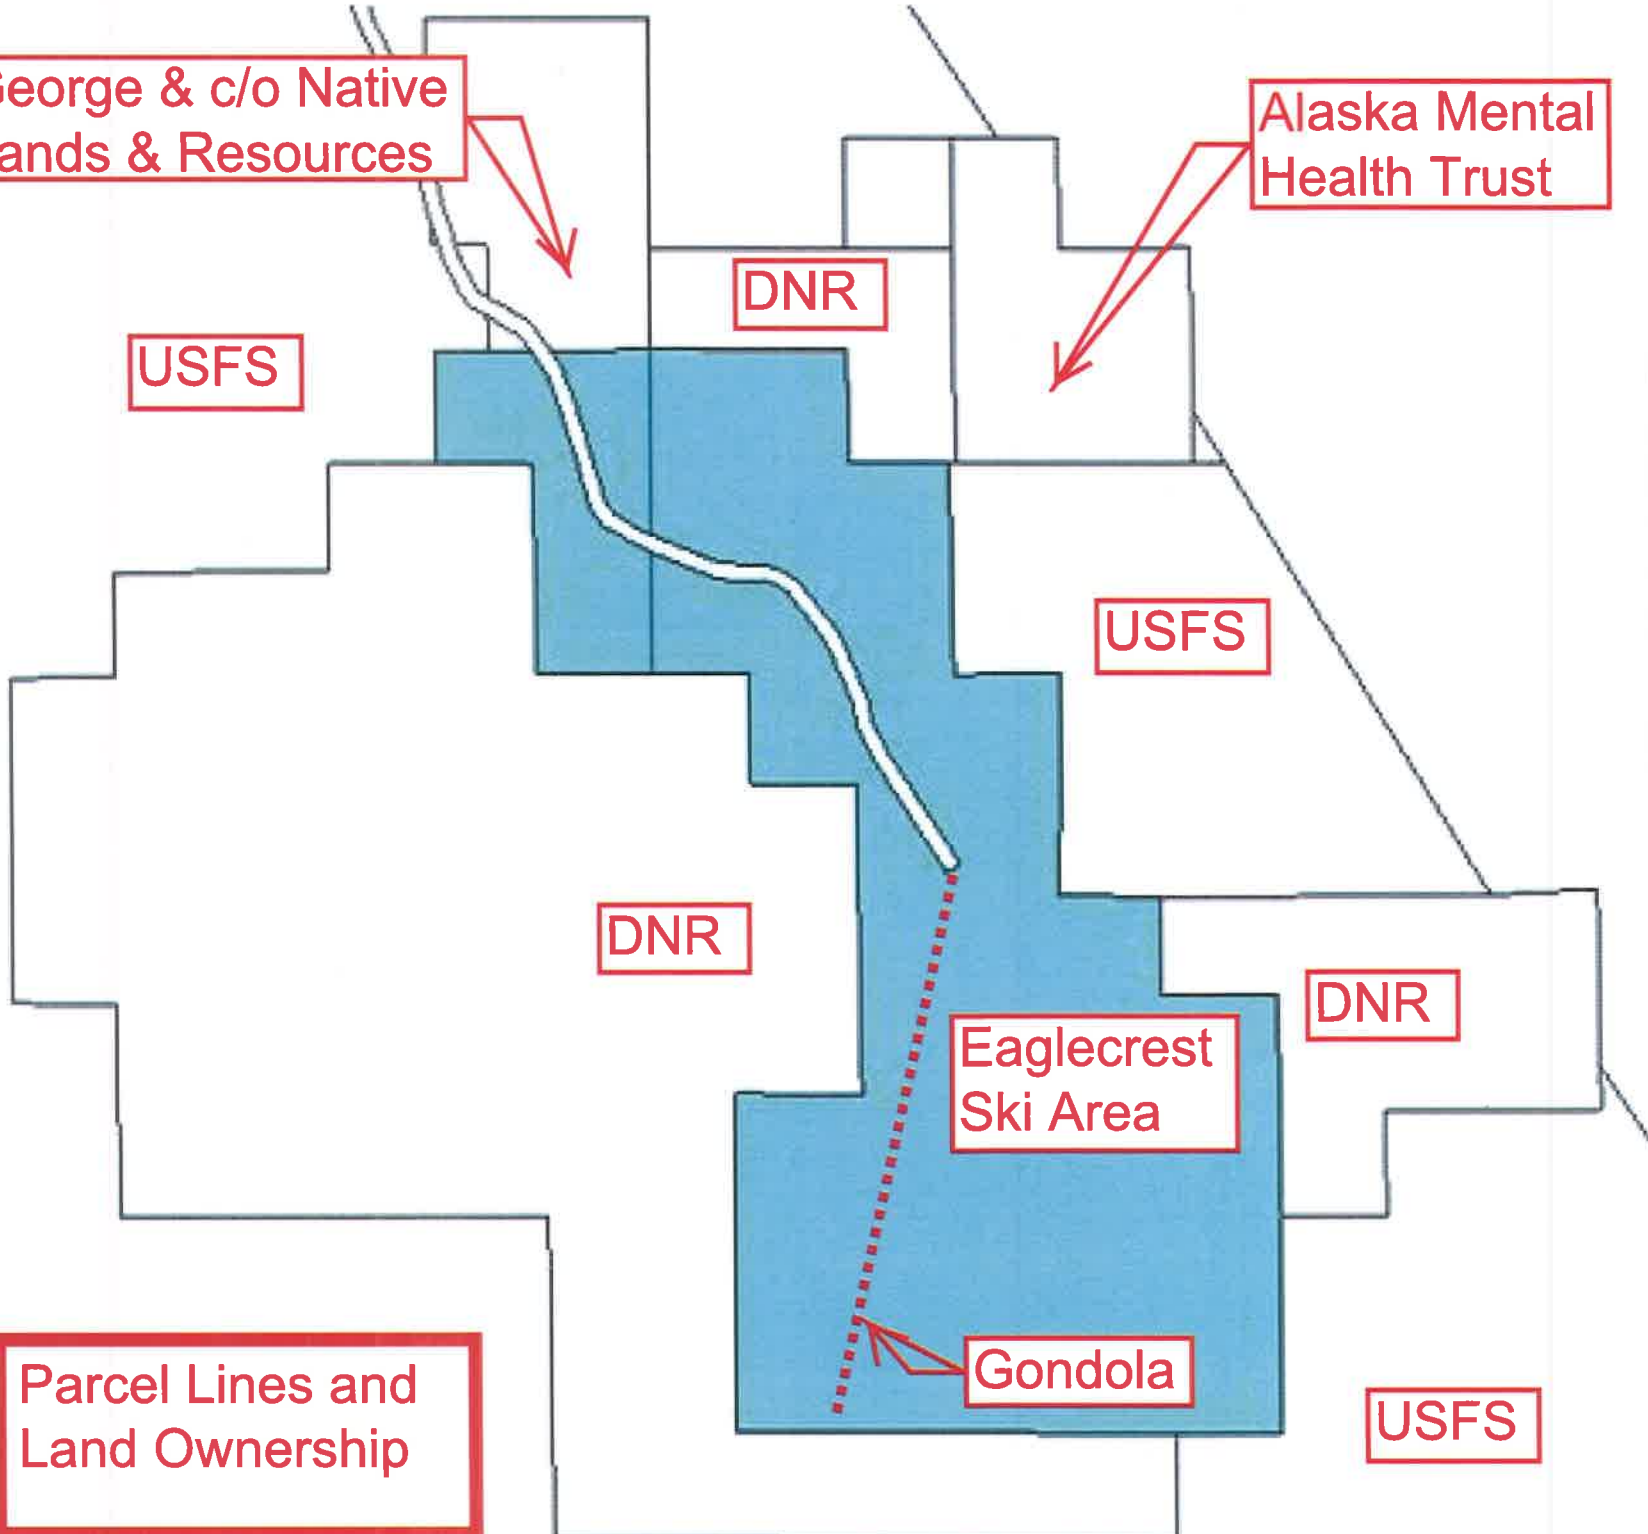 George & c/o Native
ands & Resources
Alaska Mental
Health Trust
DNR
USFS
USFS
DNR
DNR
Eaglecrest
Ski Area
Gondola
Parcel Lines and
Land Ownership
USFS